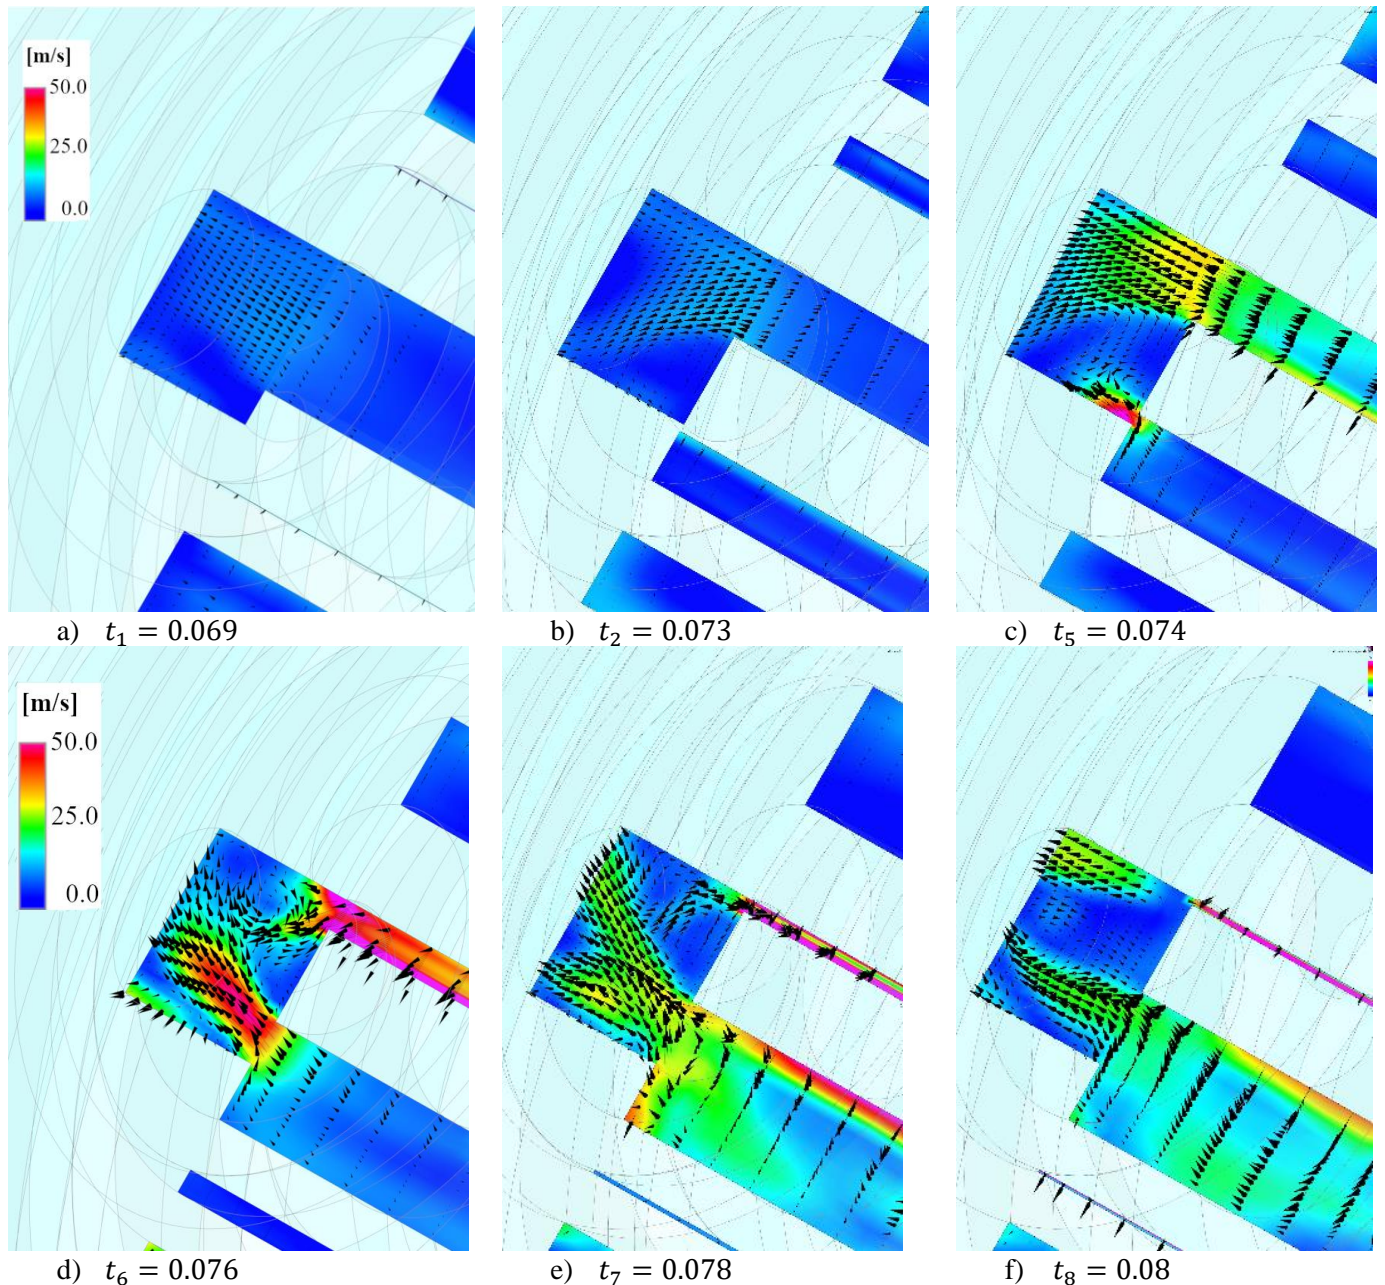 [m/s]
50.0
25.0
0.0
a) t₁ = 0.069
b) t₂ = 0.073
c) t₅ = 0.074
[m/s]
50.0
25.0
0.0
d) t₆ = 0.076
e) t₇ = 0.078
f) t₈ = 0.08